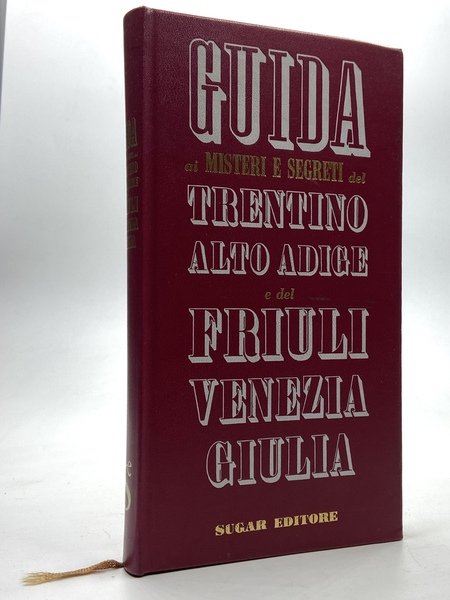 GUIDA
ai MISTERI E SEGRETI del
TRENTINO
ALTO ADIGE
e del
FRIULI
VENEZIA
GIULIA
SUGAR EDITORE